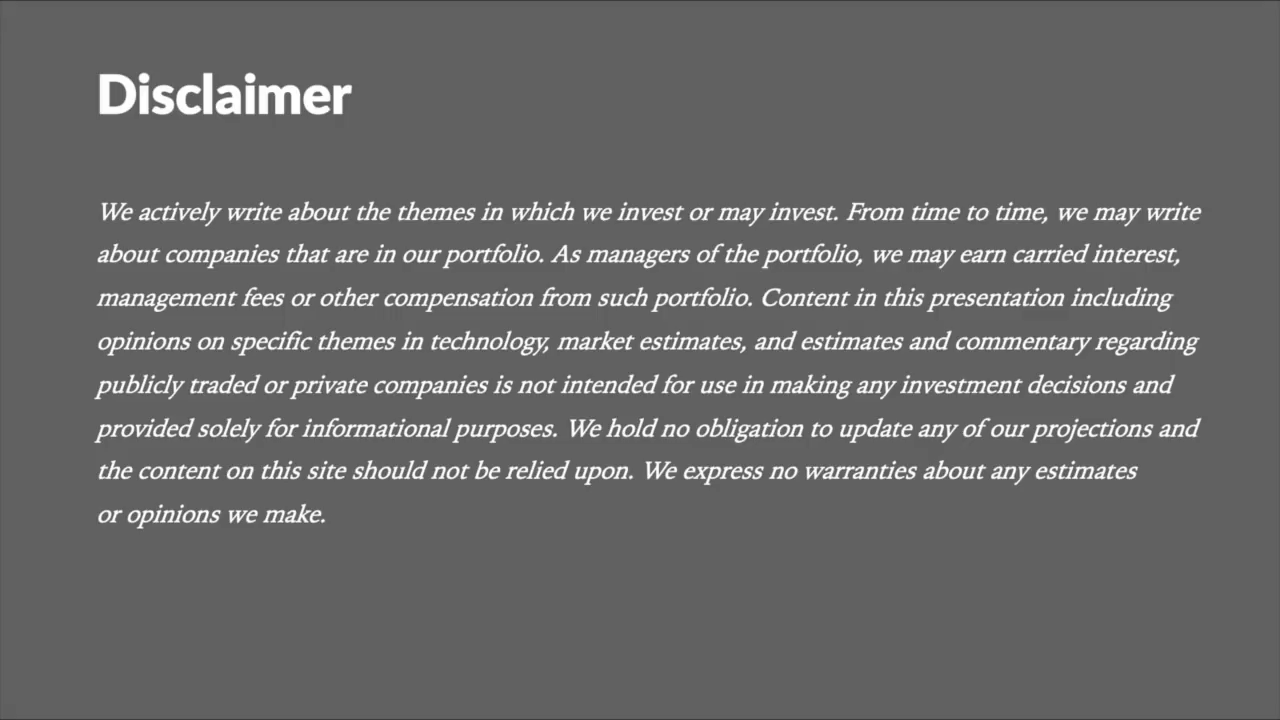 Disclaimer
We actively write about the themes in which we invest or may invest. From time to time, we may write
about companies that are in our portfolio. As managers of the portfolio, we may earn carried interest,
management fees or other compensation from such portfolio. Content in this presentation including
opinions on specific themes in technology, market estimates, and estimates and commentary regarding
publicly traded or private companies is not intended for use in making any investment decisions and
provided solely for informational purposes. We hold no obligation to update any of our projections and
the content on this site should not be relied upon. We express no warranties about any estimates
or opinions we make.